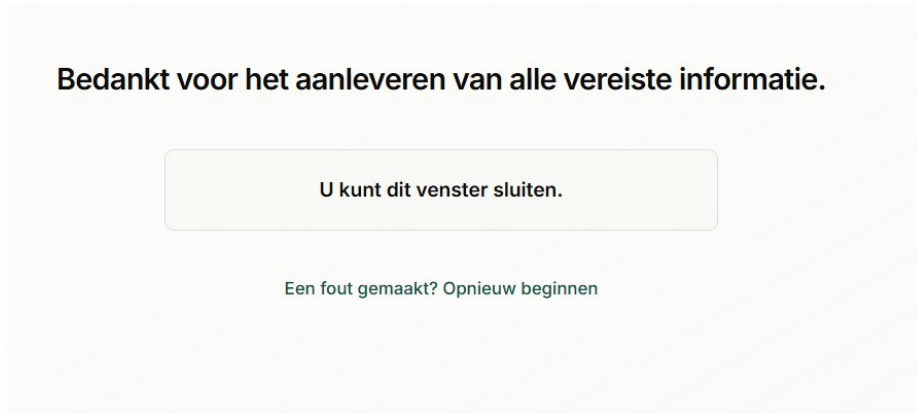 Bedankt voor het aanleveren van alle vereiste informatie.
U kunt dit venster sluiten.
Een fout gemaakt? Opnieuw beginnen